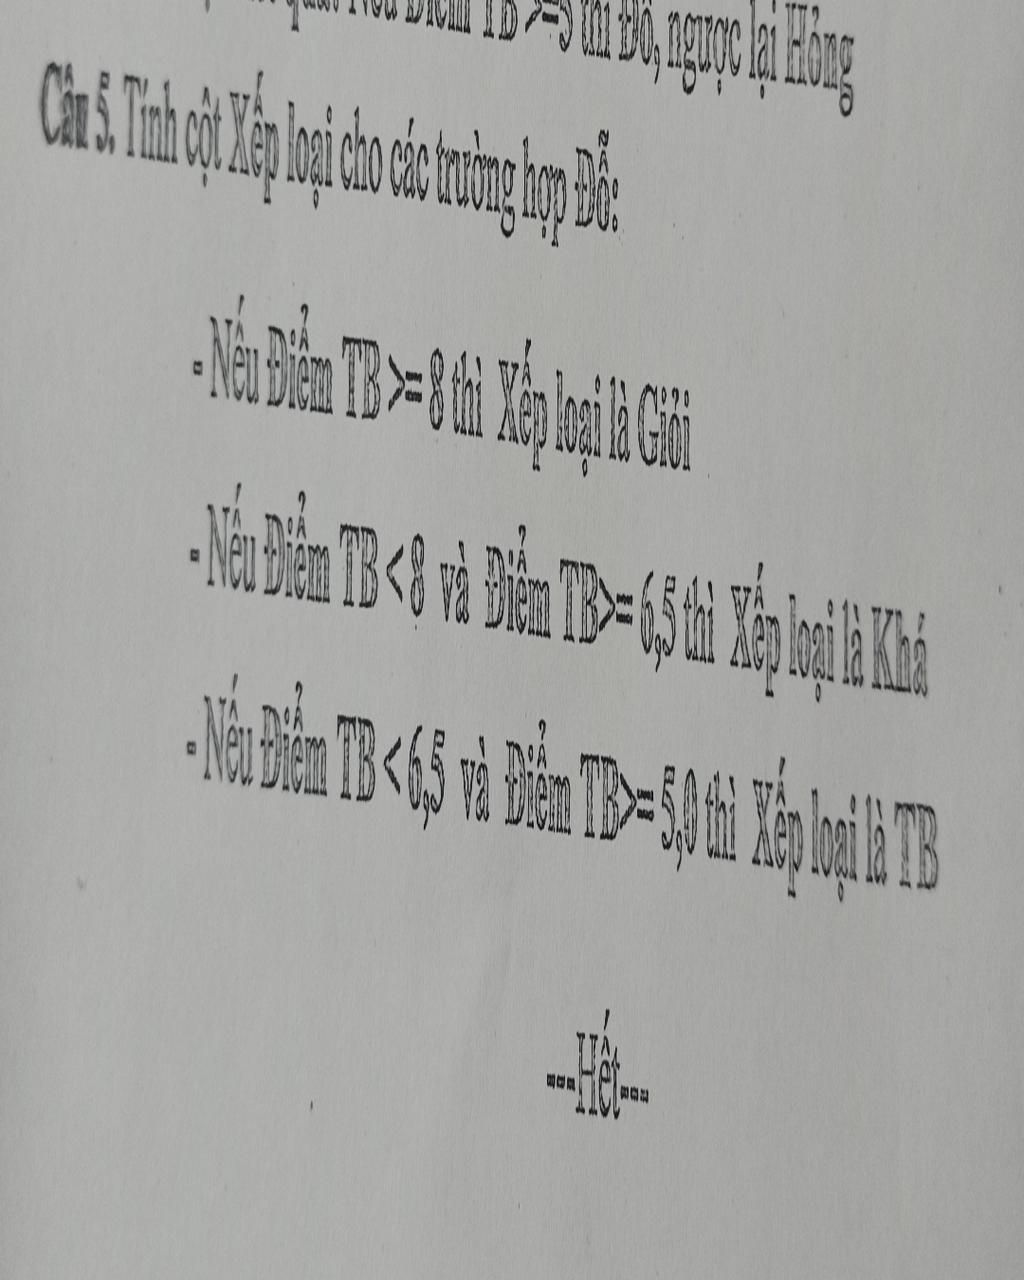 quả: Nếu Điểm TB >=5 thì Đỗ, ngược lại Hỏng
Câu 5. Tính cột Xếp loại cho các trường hợp Đỗ:
- Nếu Điểm TB >= 8 thì Xếp loại là Giỏi
- Nếu Điểm TB < 8 và Điểm TB>= 6,5 thì Xếp loại là Khá
- Nếu Điểm TB < 6,5 và Điểm TB>= 5,0 thì Xếp loại là TB
---Hết---